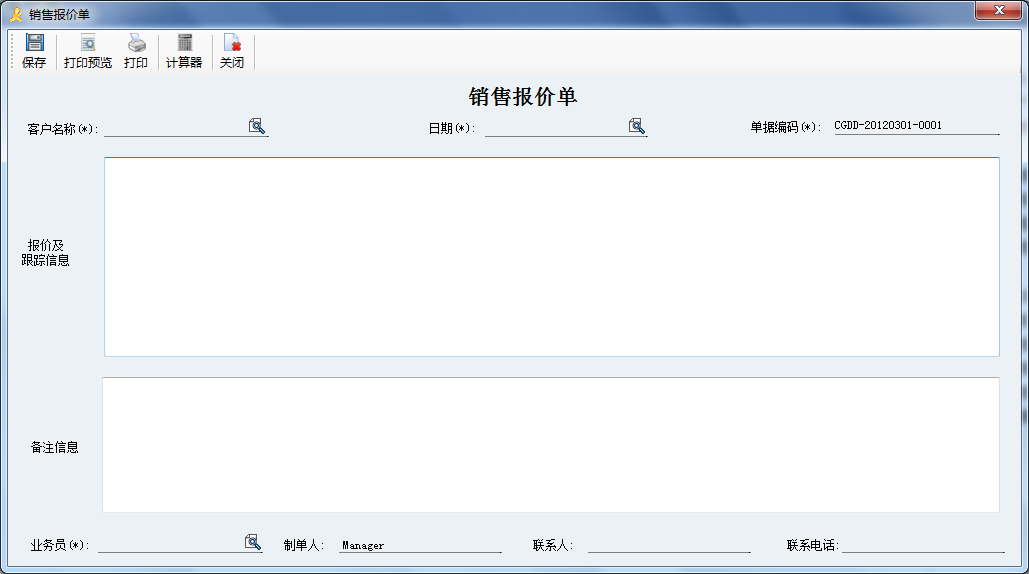 销售报价单
保存 打印预览 打印 计算器 关闭
销售报价单
客户名称(*): 日期(*): 单据编码(*): CGDD-20120301-0001
报价及
跟踪信息
备注信息
业务员(*): 制单人: Manager 联系人: 联系电话: